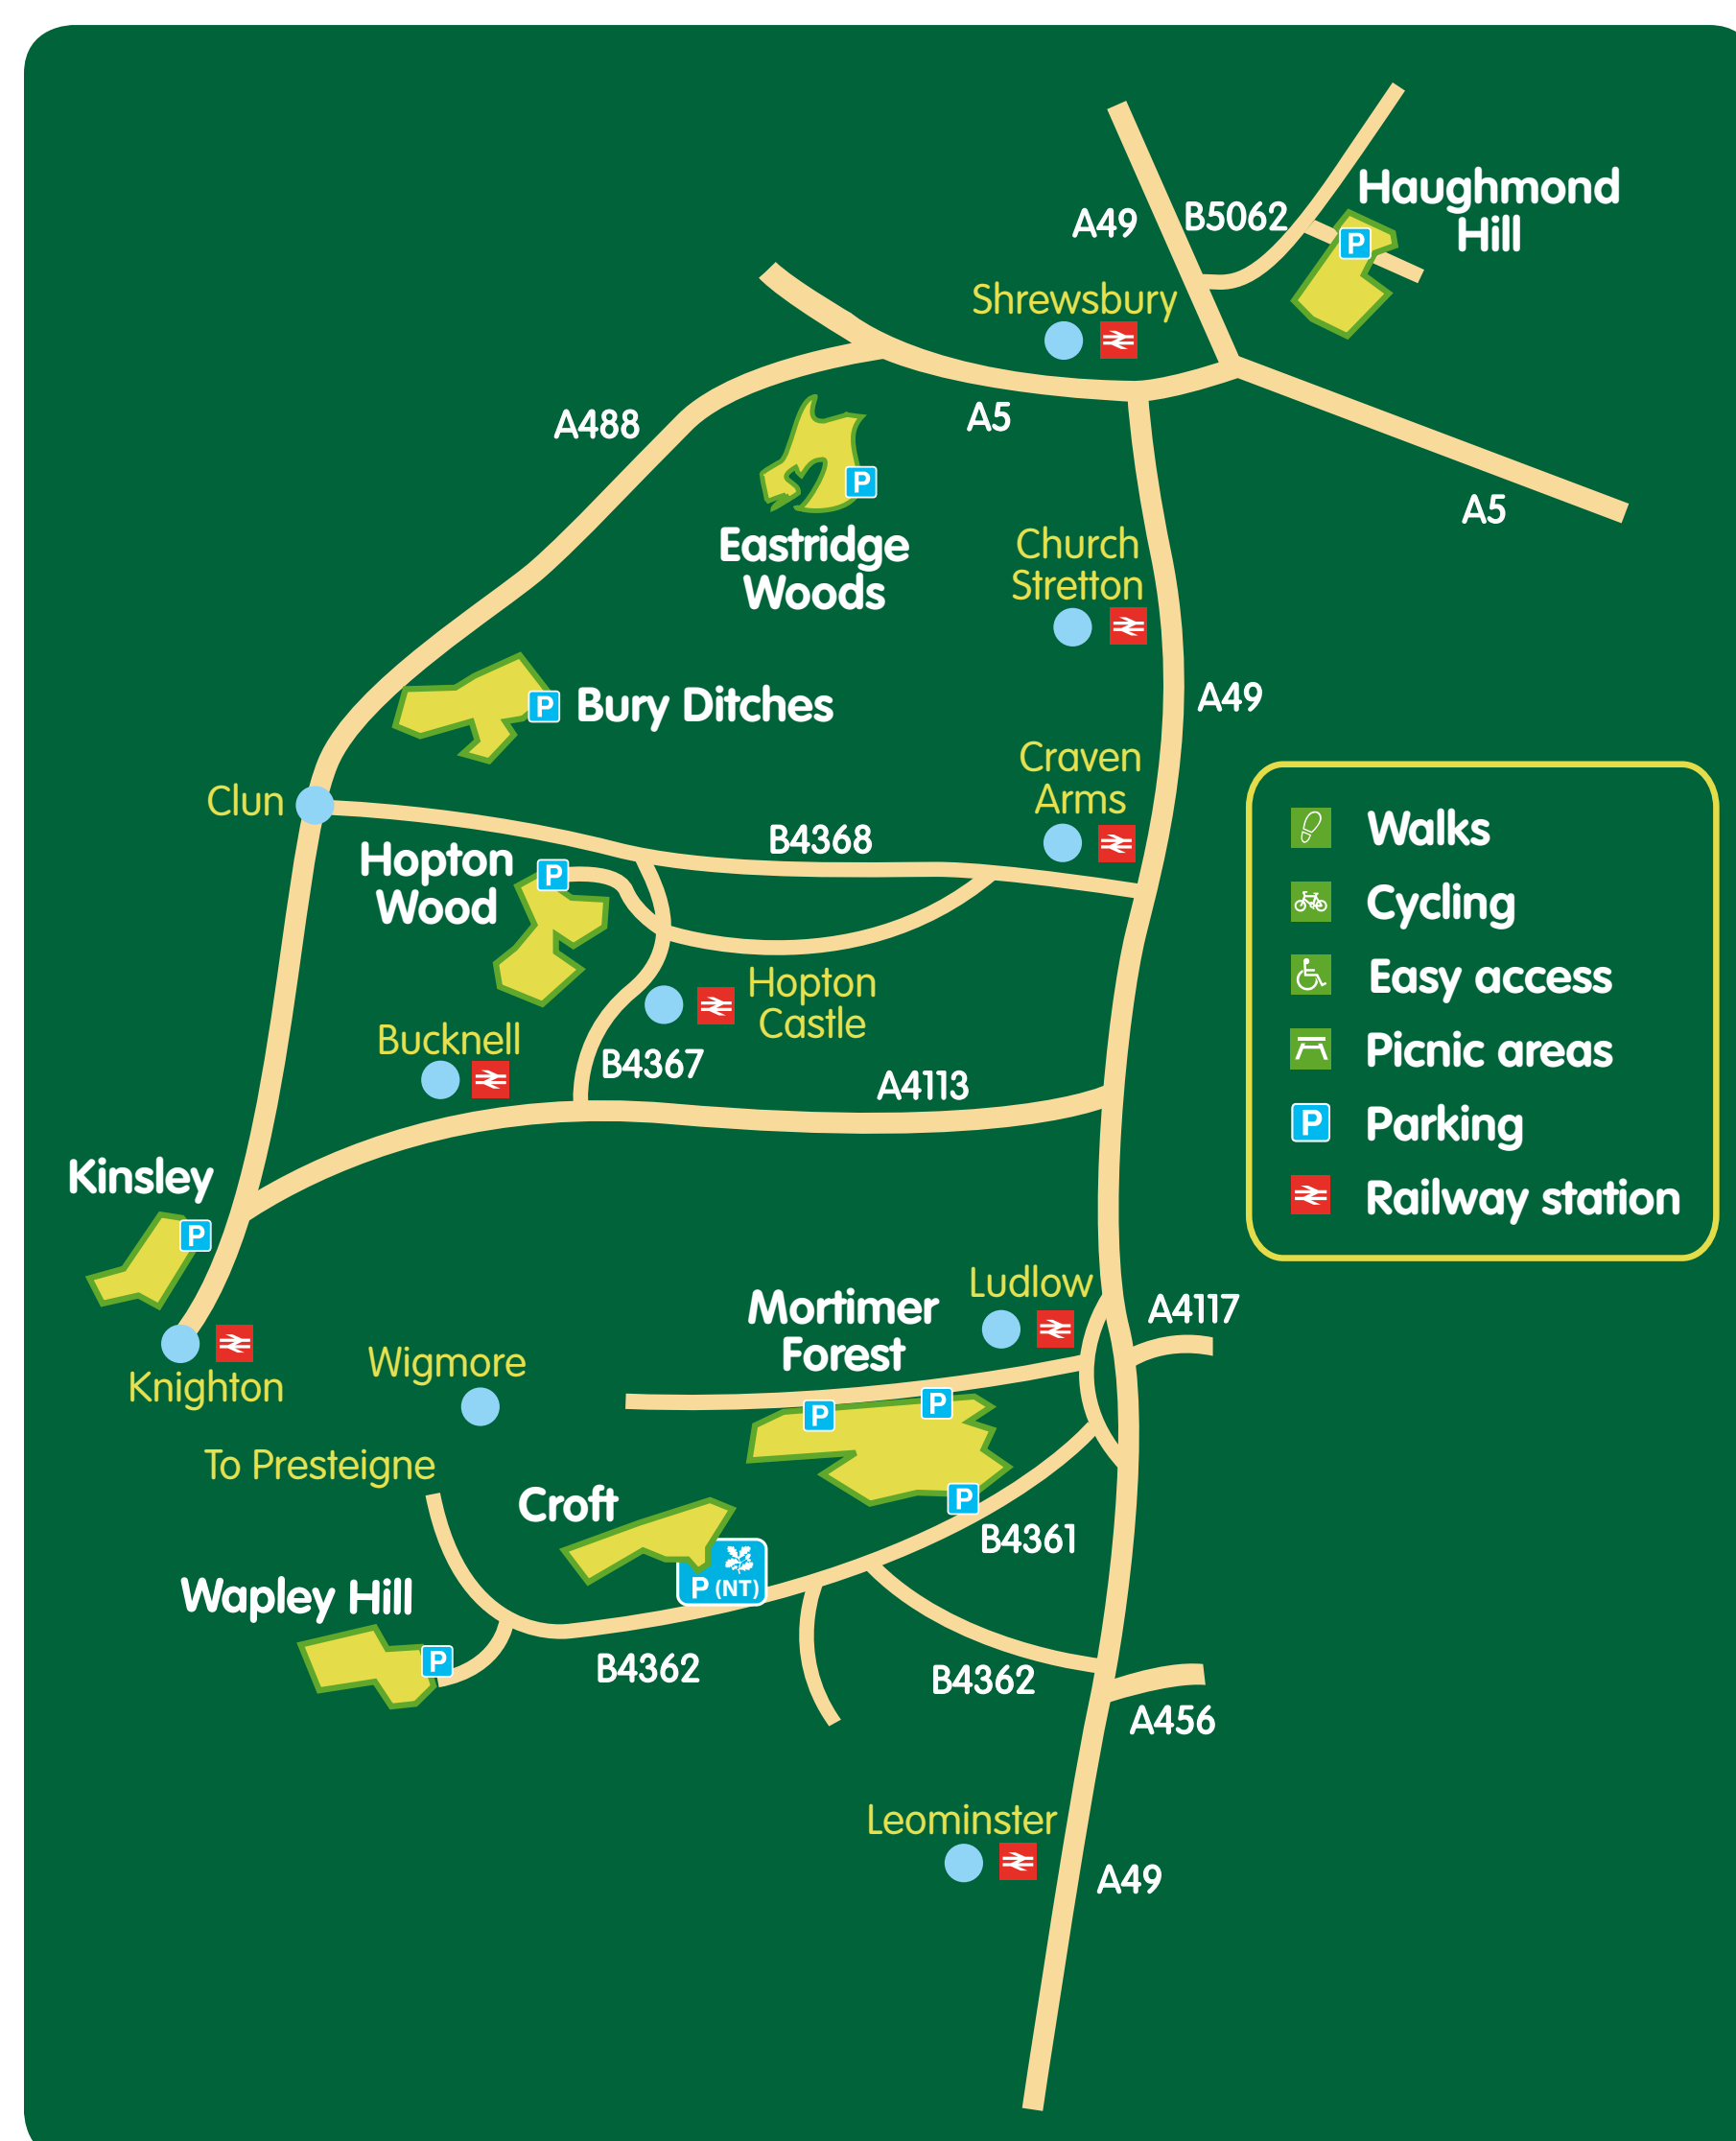 Haughmond
Hill
A49
B5062
P
Shrewsbury
A488
A5
P
A5
Eastridge
Woods
Church
Stretton
P
Bury Ditches
A49
Craven
Arms
Clun
B4368
Hopton
Wood
P
Hopton
Castle
Bucknell
B4367
A4113
Kinsley
P
Knighton
Walks
Cycling
Easy access
Picnic areas
P
Parking
Railway station
Ludlow
A4117
Mortimer
Forest
Wigmore
P
P
To Presteigne
Croft
P
B4361
P (NT)
Wapley Hill
P
B4362
B4362
A456
Leominster
A49